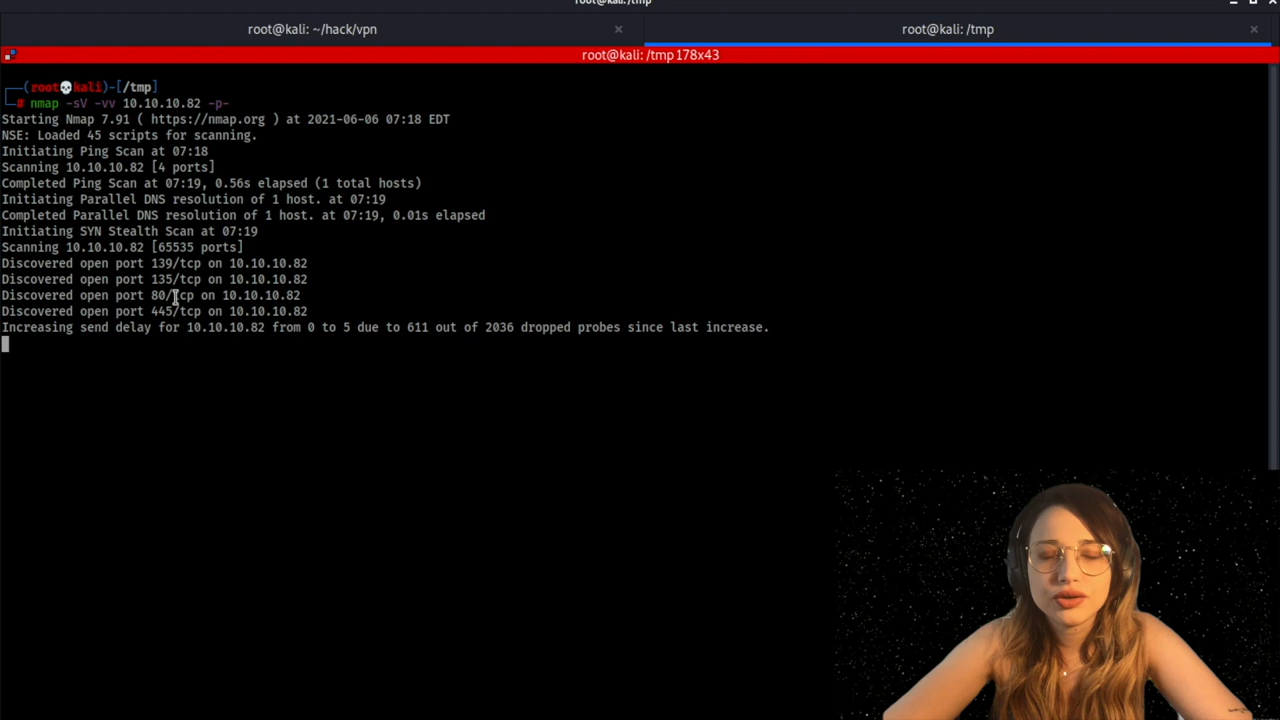 root@kali: ~/hack/vpn
root@kali: /tmp
root@kali: /tmp 178x43
(root💀kali)-[/tmp]
# nmap -sV -vv 10.10.10.82 -p-
Starting Nmap 7.91 ( https://nmap.org ) at 2021-06-06 07:18 EDT
NSE: Loaded 45 scripts for scanning.
Initiating Ping Scan at 07:18
Scanning 10.10.10.82 [4 ports]
Completed Ping Scan at 07:19, 0.56s elapsed (1 total hosts)
Initiating Parallel DNS resolution of 1 host. at 07:19
Completed Parallel DNS resolution of 1 host. at 07:19, 0.01s elapsed
Initiating SYN Stealth Scan at 07:19
Scanning 10.10.10.82 [65535 ports]
Discovered open port 139/tcp on 10.10.10.82
Discovered open port 135/tcp on 10.10.10.82
Discovered open port 80/tcp on 10.10.10.82
Discovered open port 445/tcp on 10.10.10.82
Increasing send delay for 10.10.10.82 from 0 to 5 due to 611 out of 2036 dropped probes since last increase.